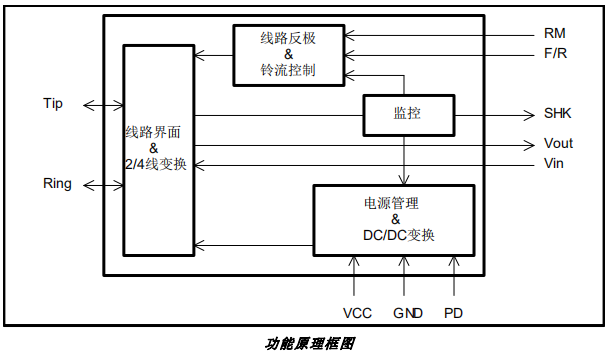 线路反极
&
铃流控制
RM
F/R
Tip
监控
SHK
线路界面
&
2/4线变换
Vout
Vin
Ring
电源管理
&
DC/DC变换
VCC
GND
PD
功能原理框图